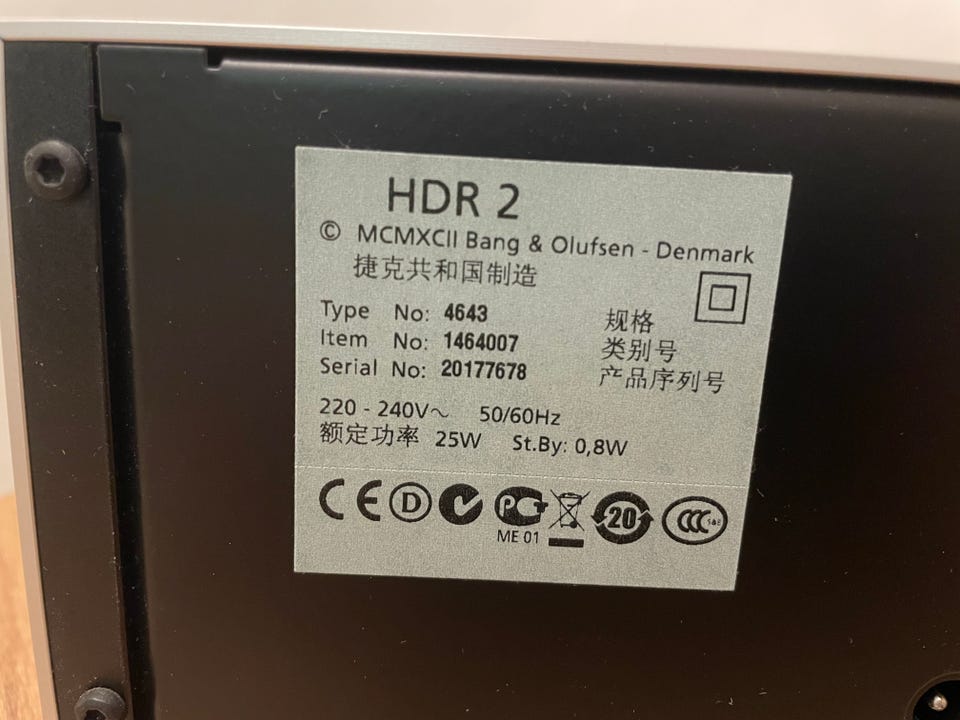 HDR 2
© MCMXCII Bang & Olufsen - Denmark
捷克共和国制造
Type No: 4643 规格
Item No: 1464007 类别号
Serial No: 20177678 产品序列号
220 - 240V~ 50/60Hz
额定功率 25W St.By: 0,8W
CE D PCT 20 CCC S&E
ME 01